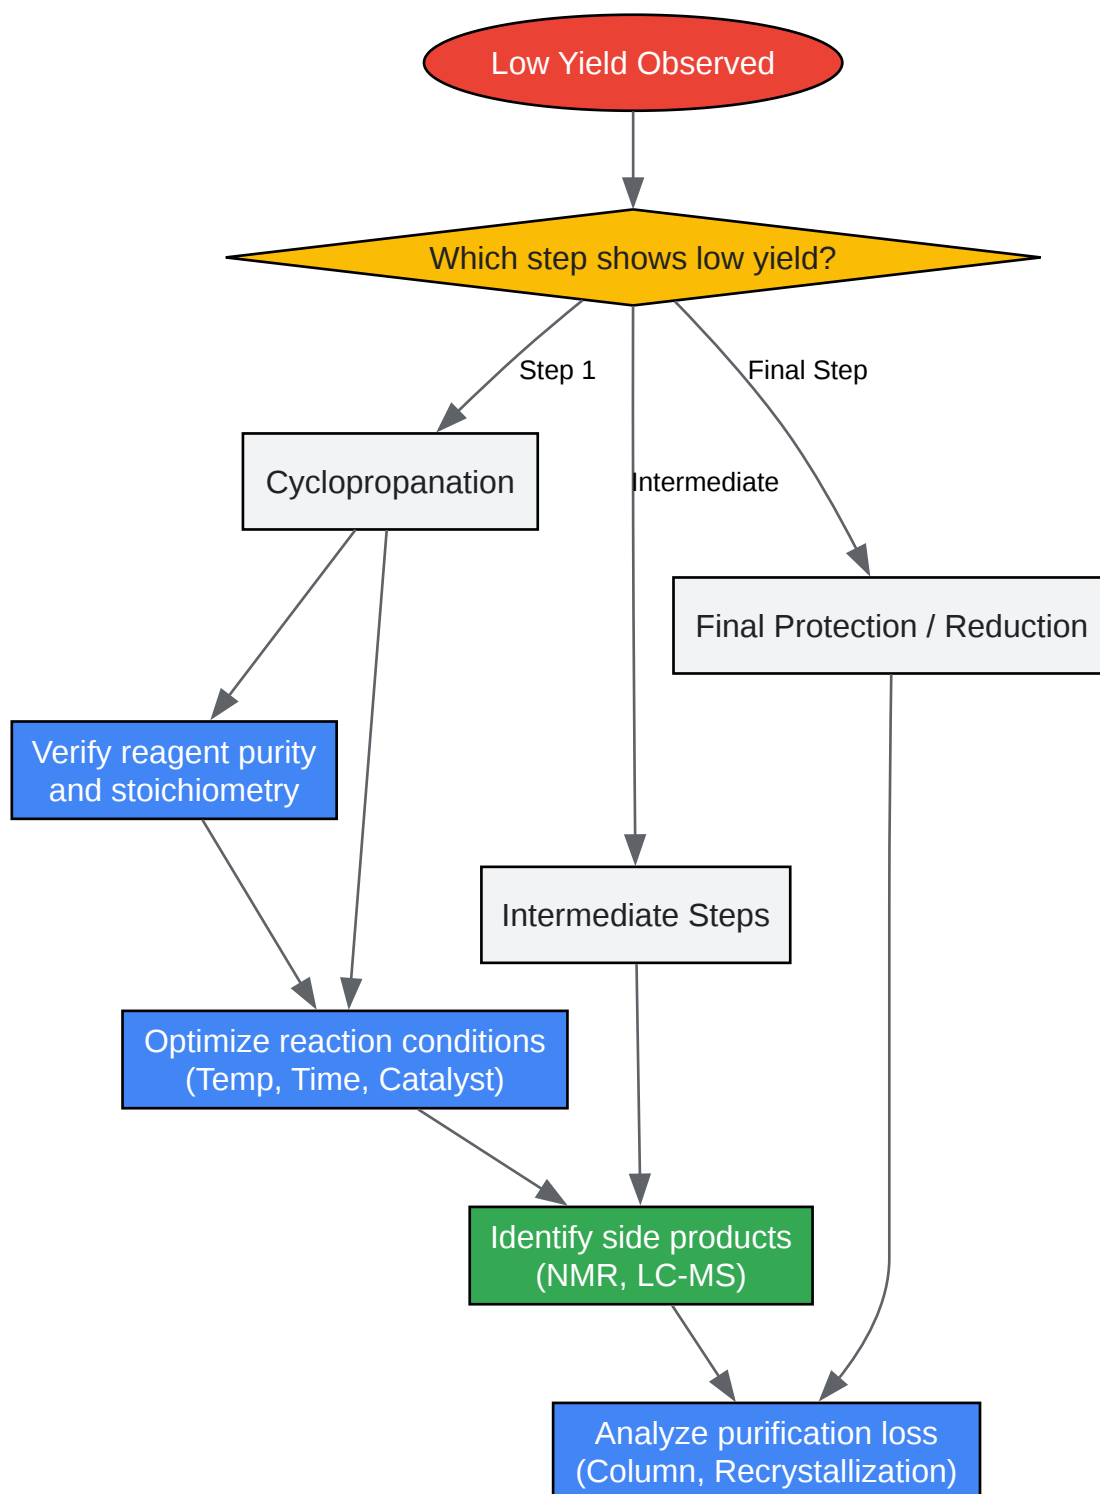 Low Yield Observed
Which step shows low yield?
Step 1
Final Step
Cyclopropanation
Intermediate
Final Protection / Reduction
Verify reagent purity
and stoichiometry
Intermediate Steps
Optimize reaction conditions
(Temp, Time, Catalyst)
Identify side products
(NMR, LC-MS)
Analyze purification loss
(Column, Recrystallization)